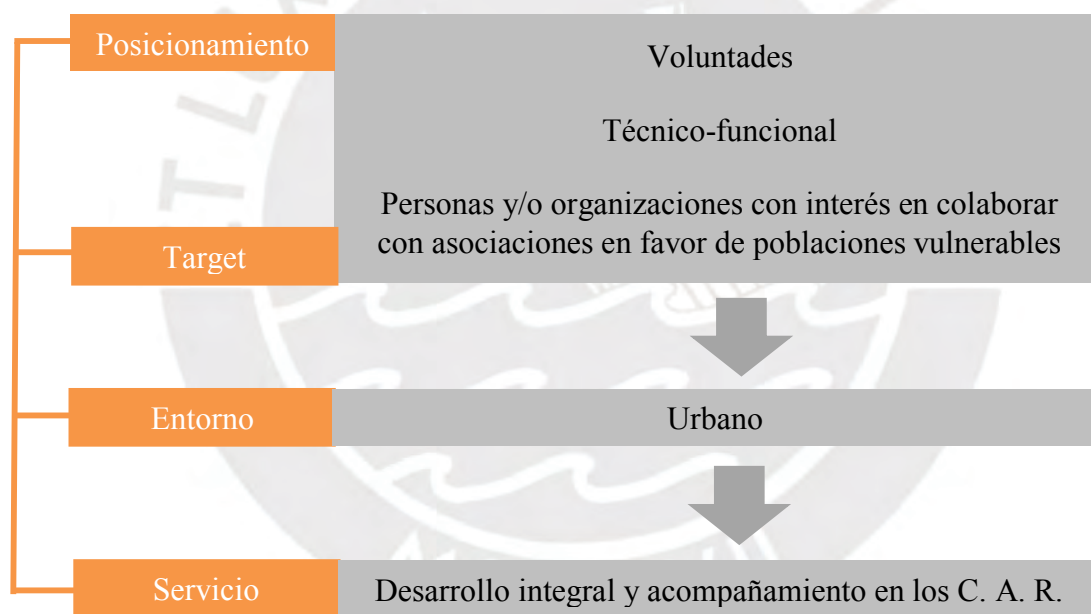 Posicionamiento
Voluntades
Técnico-funcional
Personas y/o organizaciones con interés en colaborar
con asociaciones en favor de poblaciones vulnerables
Target
Entorno
Urbano
Servicio
Desarrollo integral y acompañamiento en los C. A. R.